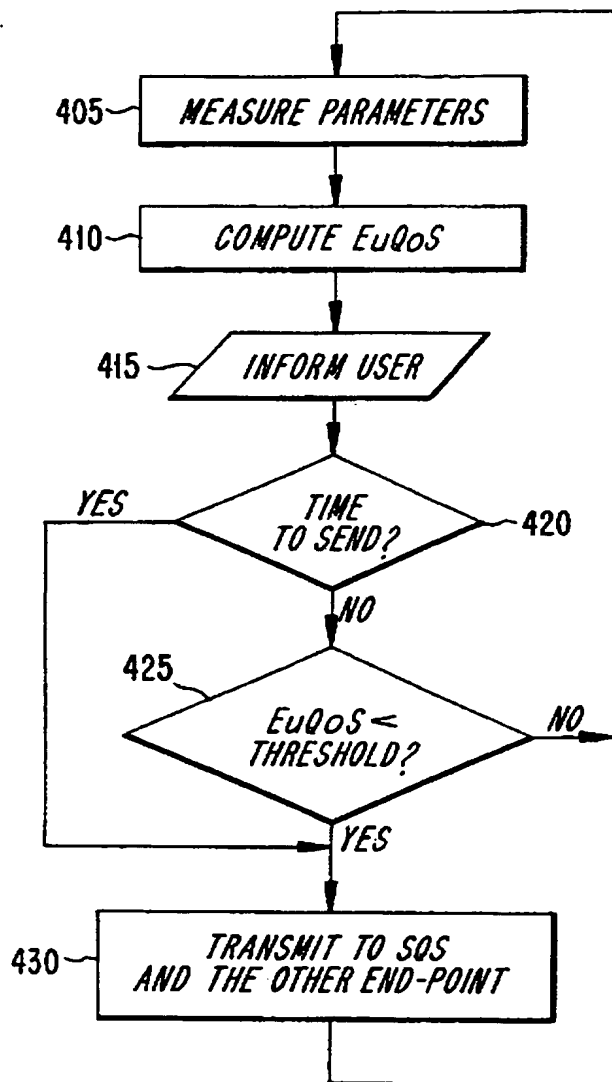 405
MEASURE PARAMETERS
410
COMPUTE EuQoS
415
INFORM USER
YES
TIME
TO SEND?
420
NO
425
EuQoS <
THRESHOLD?
NO
YES
430
TRANSMIT TO SQS
AND THE OTHER END-POINT